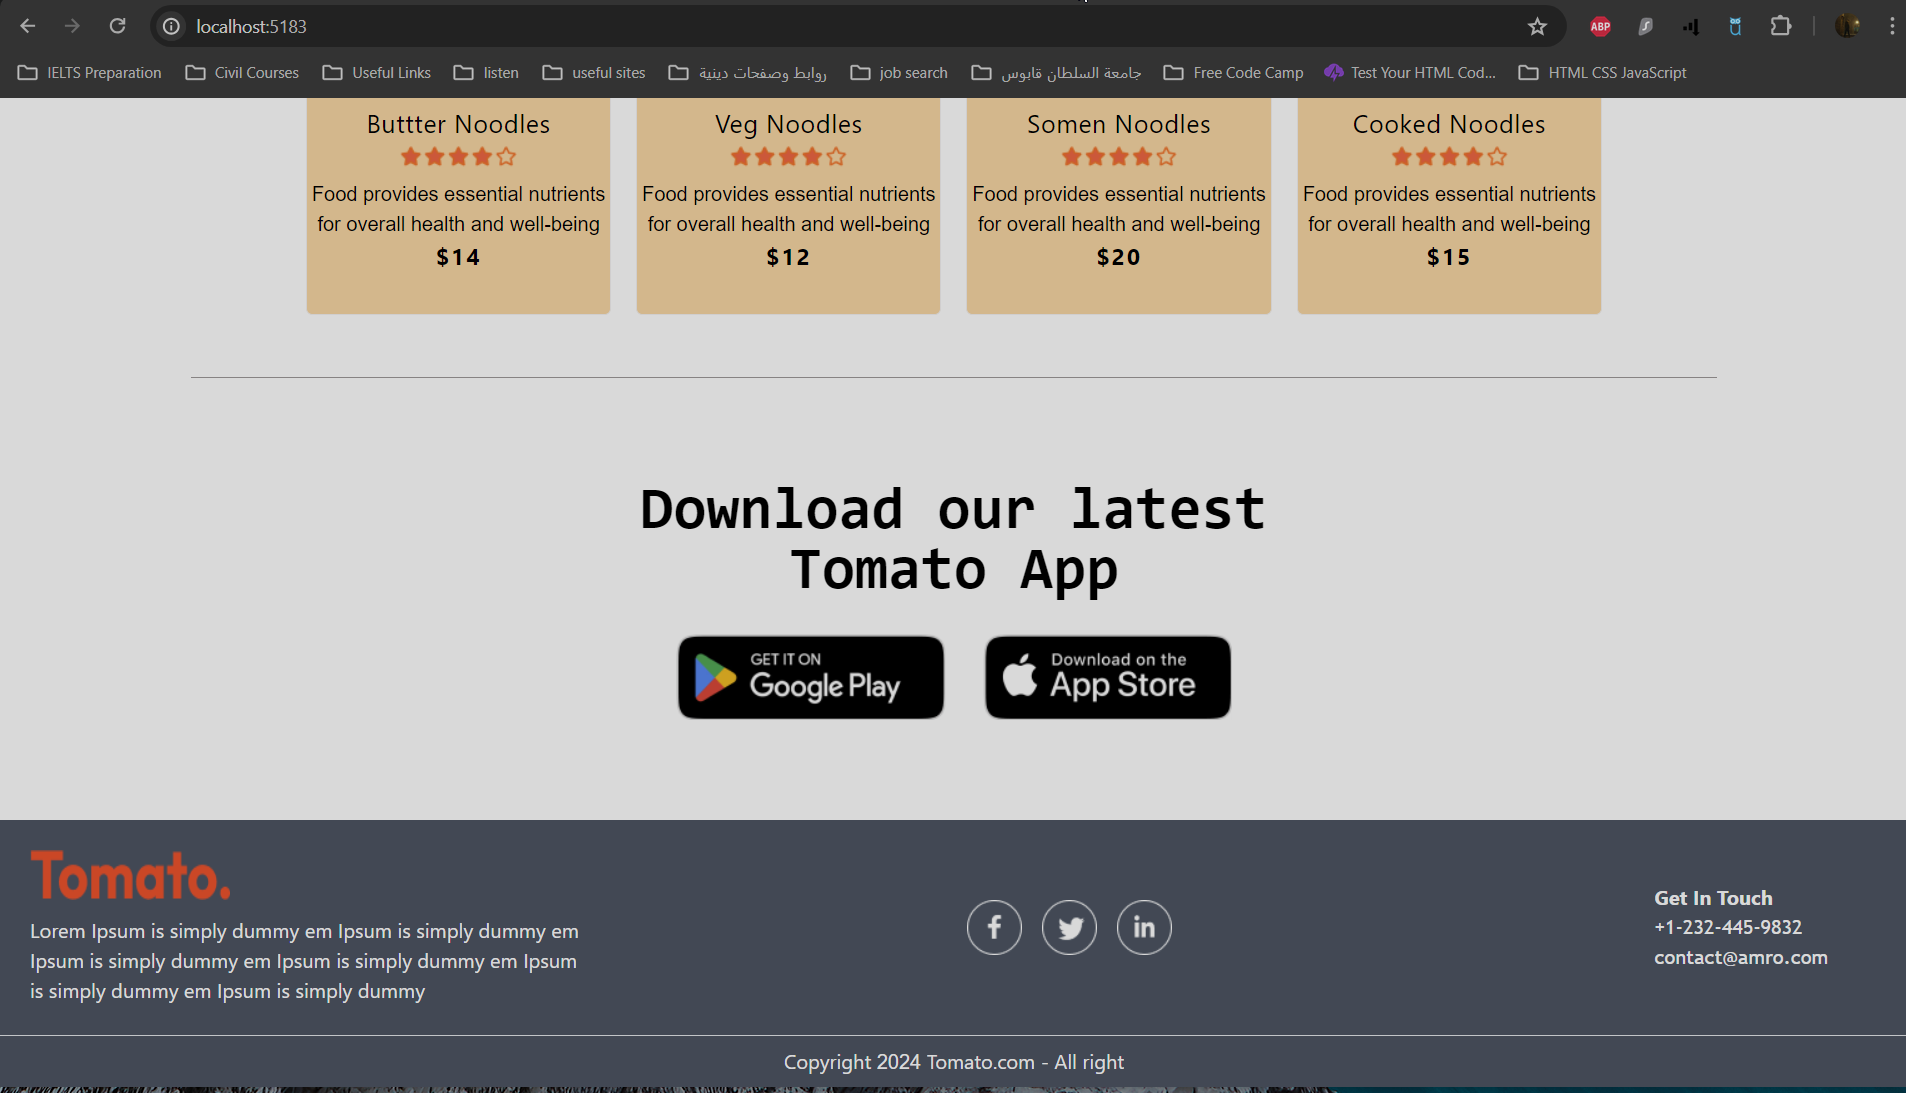 localhost:5183
ABP
IELTS Preparation
Civil Courses
Useful Links
listen
useful sites
روابط وصفحات دينية
job search
جامعة السلطان قابوس
Free Code Camp
Test Your HTML Cod...
HTML CSS JavaScript
Buttter Noodles
Food provides essential nutrients
for overall health and well-being
$14
Veg Noodles
Food provides essential nutrients
for overall health and well-being
$12
Somen Noodles
Food provides essential nutrients
for overall health and well-being
$20
Cooked Noodles
Food provides essential nutrients
for overall health and well-being
$15
Download our latest
Tomato App
GET IT ON
Google Play
Download on the
App Store
Tomato.
Lorem Ipsum is simply dummy em Ipsum is simply dummy em
Ipsum is simply dummy em Ipsum is simply dummy em Ipsum
is simply dummy em Ipsum is simply dummy
f
in
Get In Touch
+1-232-445-9832
contact@amro.com
Copyright 2024 Tomato.com - All right